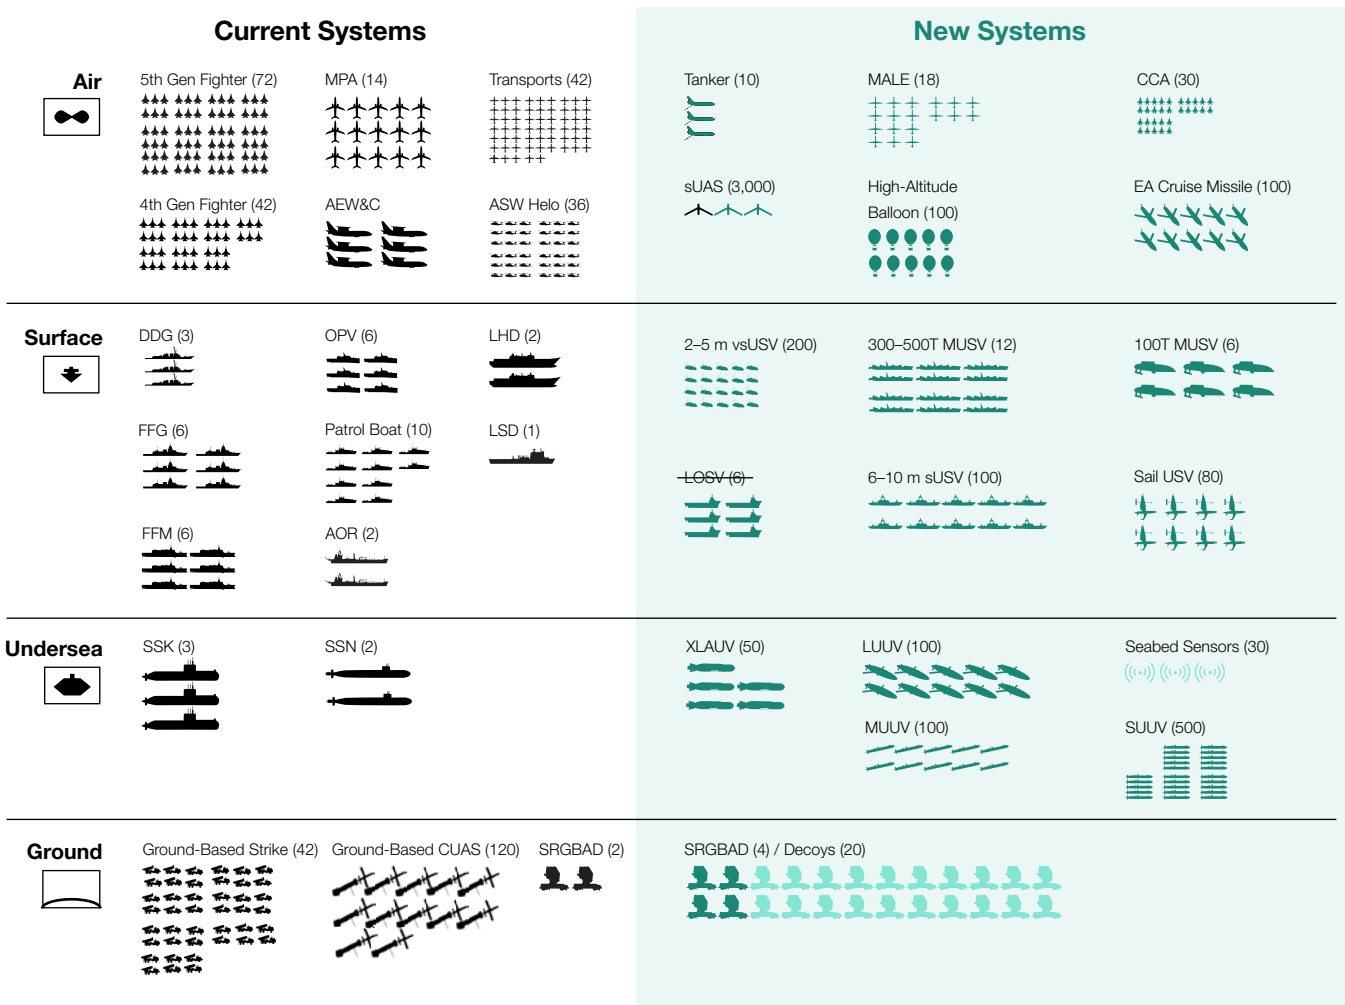 Current Systems
New Systems
Air
5th Gen Fighter (72)
MPA (14)
Transports (42)
Tanker (10)
MALE (18)
CCA (30)
4th Gen Fighter (42)
AEW&C
ASW Helo (36)
sUAS (3,000)
High-Altitude
Balloon (100)
EA Cruise Missile (100)
Surface
DDG (3)
OPV (6)
LHD (2)
2–5 m vsUSV (200)
300–500T MUSV (12)
100T MUSV (6)
FFG (6)
Patrol Boat (10)
LSD (1)
LOSV (6)
6–10 m sUSV (100)
Sail USV (80)
FFM (6)
AOR (2)
Undersea
SSK (3)
SSN (2)
XLAUV (50)
LUUV (100)
Seabed Sensors (30)
MUUV (100)
SUUV (500)
Ground
Ground-Based Strike (42)
Ground-Based CUAS (120)
SRGBAD (2)
SRGBAD (4) / Decoys (20)